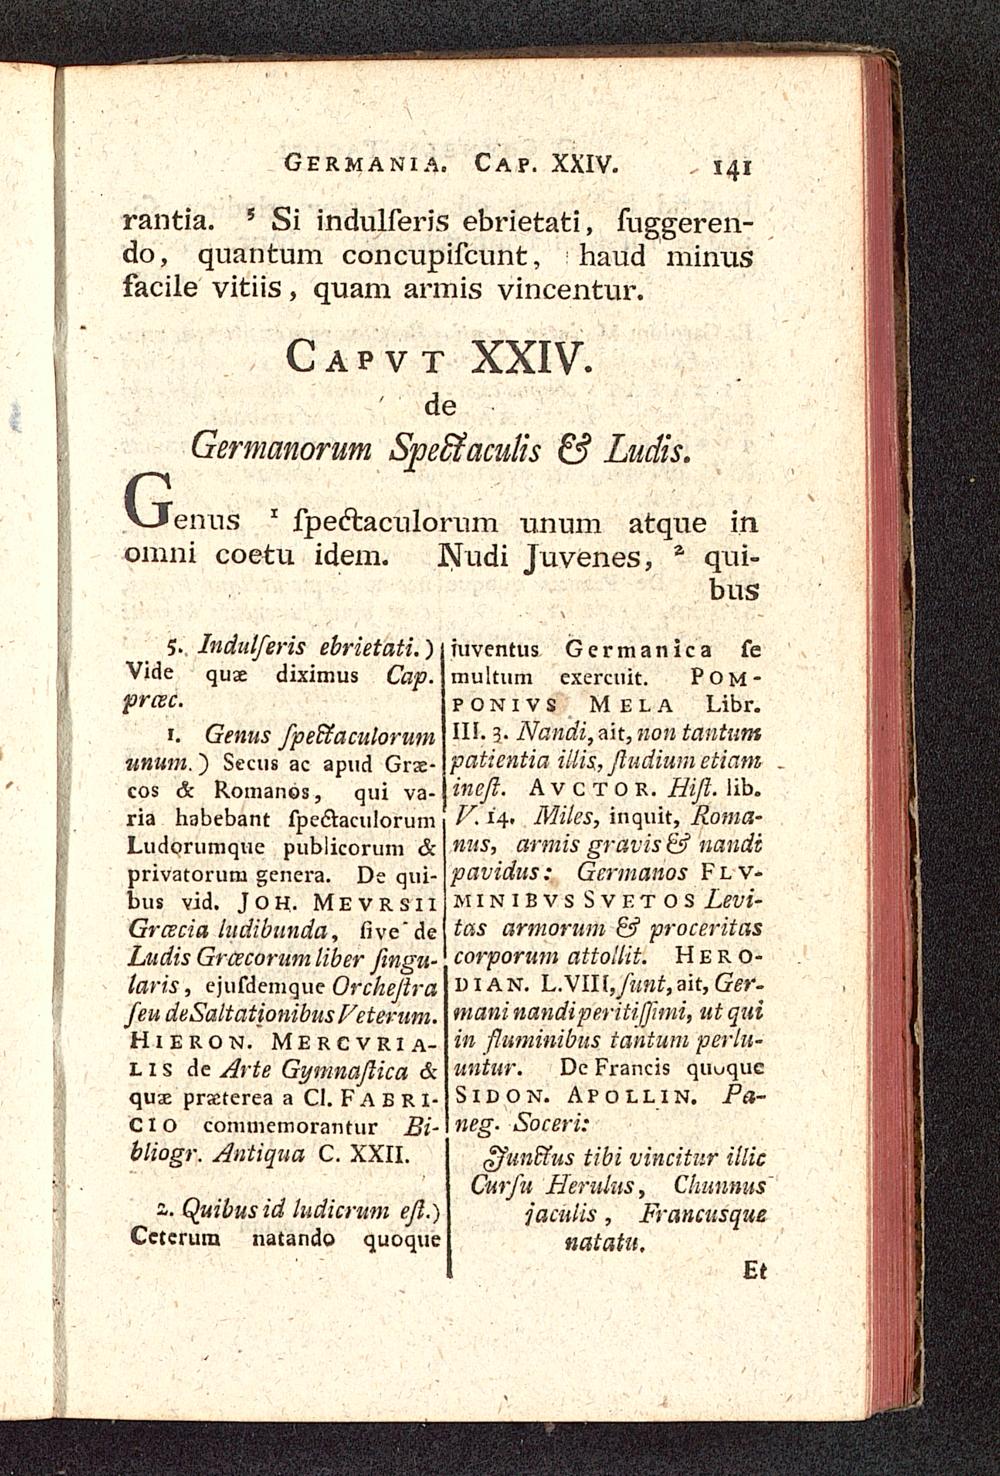 GERMANIA. CAP. XXIV. 141
rantia. ⁵ Si indulſeris ebrietati, ſuggeren-
do, quantum concupiſcunt, haud minus
facile vitiis, quam armis vincentur.
CAPVT XXIV.
de
Germanorum Spectaculis & Ludis.
Genus ¹ ſpectaculorum unum atque in
omni coetu idem. Nudi Juvenes, ² qui-
bus
5. Indulſeris ebrietati.)
Vide quæ diximus Cap.
præc.
1. Genus ſpectaculorum
unum.) Secus ac apud Græ-
cos & Romanos, qui va-
ria habebant ſpectaculorum
Ludorumque publicorum &
privatorum genera. De qui-
bus vid. JOH. MEVRSII
Græcia ludibunda, ſive de
Ludis Græcorum liber ſingu-
laris, ejuſdemque Orcheſtra
ſeu de Saltationibus Veterum.
HIERON. MERCVRIA-
LIS de Arte Gymnaſtica &
quæ præterea a Cl. FABRI-
CIO commemorantur Bi-
bliogr. Antiqua C. XXII.
2. Quibus id ludicrum eſt.)
Ceterum natando quoque
juventus Germanica ſe
multum exercuit. POM-
PONIVS MELA Libr.
III. 3. Nandi, ait, non tantum
patientia illis, ſtudium etiam
ineſt. AVCTOR. Hiſt. lib.
V. 14. Miles, inquit, Roma-
nus, armis gravis & nandi
pavidus: Germanos FLV-
MINIBVS SVETOS Levi-
tas armorum & proceritas
corporum attollit. HERO-
DIAN. L. VIII, ſunt, ait, Ger-
mani nandi peritiſſimi, ut qui
in fluminibus tantum perlu-
untur. De Francis quoque
SIDON. APOLLIN. Pa-
neg. Soceri:
Junctus tibi vincitur illic
Curſu Herulus, Chunnus
jaculis, Francusque
natatu.
Et